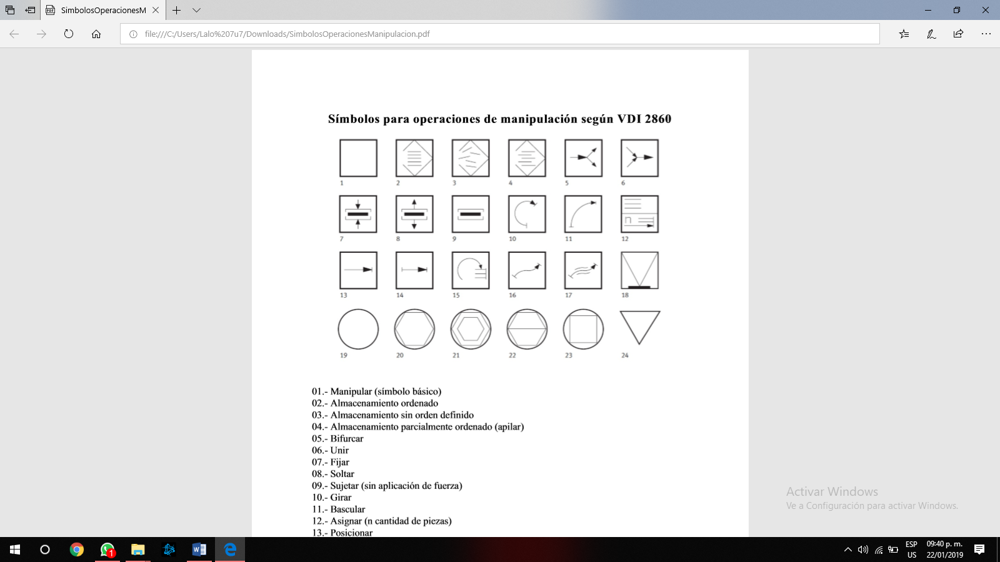 SimbolosOperacionesM
file:///C:/Users/Lalo%207u7/Downloads/SimbolosOperacionesManipulacion.pdf
Símbolos para operaciones de manipulación según VDI 2860
1 2 3 4 5 6
n
7 8 9 10 11 12
13 14 15 16 17 18
19 20 21 22 23 24
01.- Manipular (símbolo básico)
02.- Almacenamiento ordenado
03.- Almacenamiento sin orden definido
04.- Almacenamiento parcialmente ordenado (apilar)
05.- Bifurcar
06.- Unir
07.- Fijar
08.- Soltar
09.- Sujetar (sin aplicación de fuerza)
10.- Girar
11.- Bascular
12.- Asignar (n cantidad de piezas)
13.- Posicionar
Activar Windows
Ve a Configuración para activar Windows.
1
ESP
US
09:40 p. m.
22/01/2019